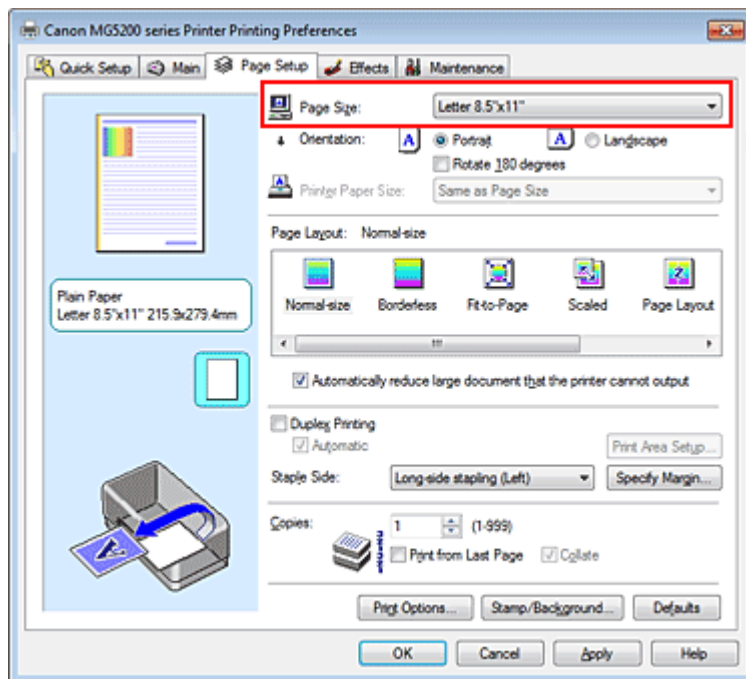 Canon MG5200 series Printer Printing Preferences
Quick Setup Main Page Setup Effects Maintenance
Page Size: Letter 8.5"x11"
Orientation: A Portrait A Landscape
Rotate 180 degrees
Printer Paper Size: Same as Page Size
Page Layout: Normal-size
Normal-size Borderless Fit-to-Page Scaled Page Layout
Plain Paper
Letter 8.5"x11" 215.9x279.4mm
Automatically reduce large document that the printer cannot output
Duplex Printing
Automatic Print Area Setup...
Staple Side: Long-side stapling (Left) Specify Margin...
Copies: 1 (1-999)
Print from Last Page Collate
Print Options... Stamp/Background... Defaults
OK Cancel Apply Help